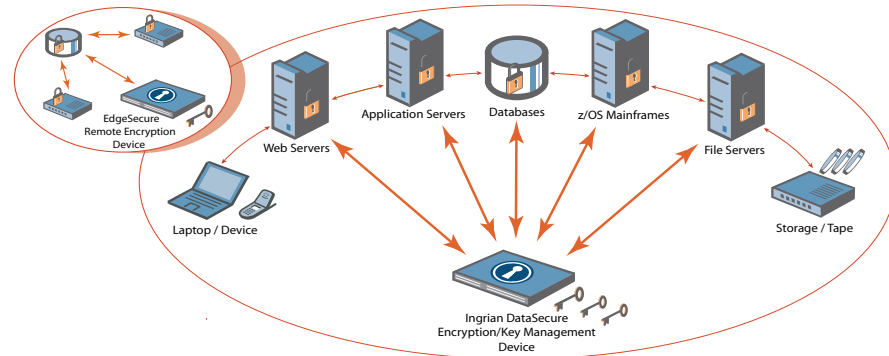 EdgeSecure
Remote Encryption
Device
Web Servers
Application Servers
Databases
z/OS Mainframes
File Servers
Laptop / Device
Storage / Tape
Ingrian DataSecure
Encryption/Key Management
Device